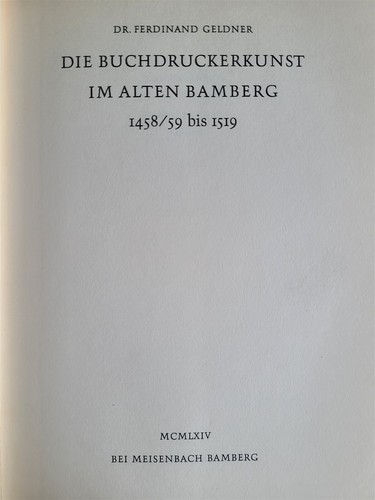 DR. FERDINAND GELDNER
DIE BUCHDRUCKERKUNST
IM ALTEN BAMBERG
1458/59 bis 1519
MCMLXIV
BEI MEISENBACH BAMBERG